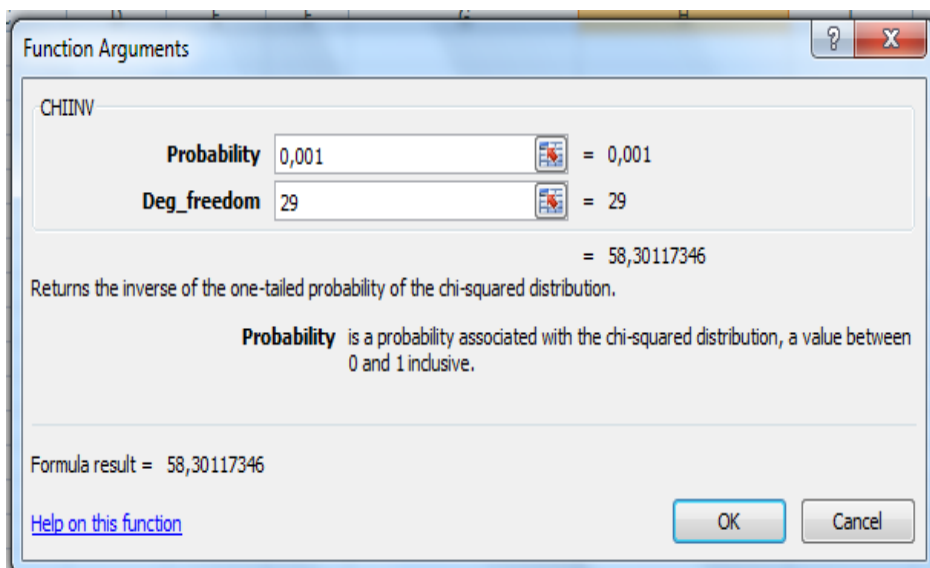 D F F G H I
Function Arguments
CHIINV
Probability 0,001 = 0,001
Deg_freedom 29 = 29
= 58,30117346
Returns the inverse of the one-tailed probability of the chi-squared distribution.
Probability is a probability associated with the chi-squared distribution, a value between
0 and 1 inclusive.
Formula result = 58,30117346
Help on this function
OK Cancel